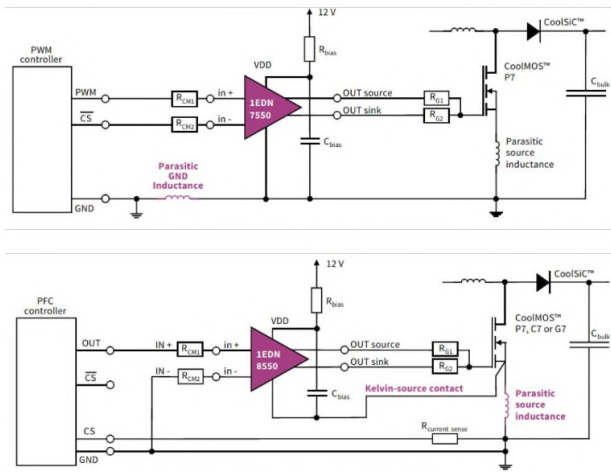 12 V
CoolSiC™
PWM
controller
R_bias
VDD
CoolMOS™
P7
C_bulk
PWM
R_CM1
in +
1EDN
7550
OUT source
R_G1
CS
R_CM2
in -
OUT sink
R_G2
Parasitic
GND
Inductance
C_bias
Parasitic
source
inductance
GND
12 V
CoolSiC™
PFC
controller
R_bias
VDD
CoolMOS™
P7, C7 or G7
C_bulk
OUT
IN +
R_CM1
in +
1EDN
8550
OUT source
R_G1
CS
IN -
R_CM2
in -
OUT sink
R_G2
Kelvin-source contact
C_bias
Parasitic
source
inductance
CS
R_current sense
GND